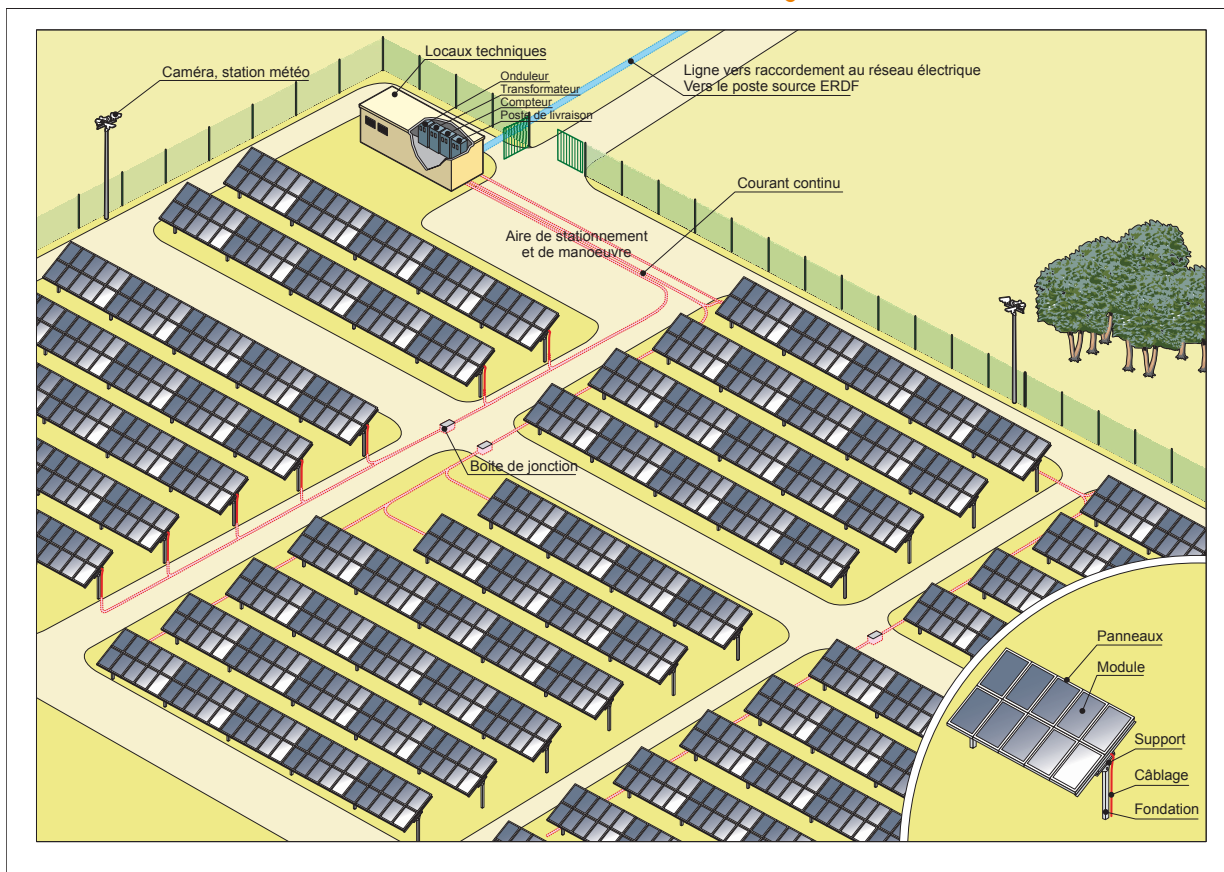 Locaux techniques
Caméra, station météo
Onduleur
Transformateur
Compteur
Poste de livraison
Ligne vers raccordement au réseau électrique
Vers le poste source ERDF
Courant continu
Aire de stationnement
et de manoeuvre
Boite de jonction
Panneaux
Module
Support
Câblage
Fondation